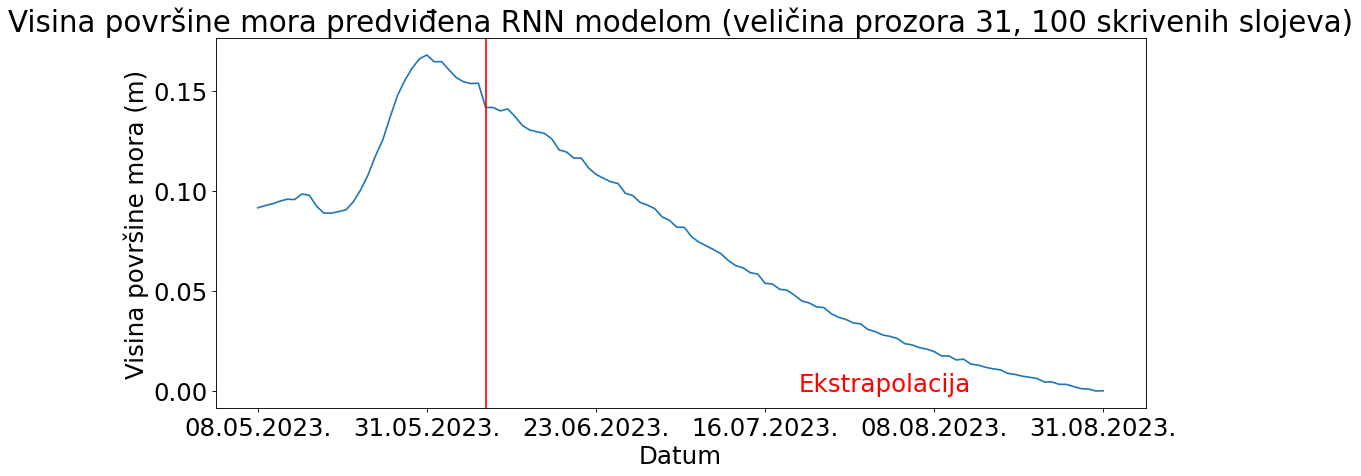 Visina površine mora predviđena RNN modelom (veličina prozora 31, 100 skrivenih slojeva)
Visina površine mora (m)
0.15
0.10
0.05
0.00
Ekstrapolacija
08.05.2023. 31.05.2023. 23.06.2023. 16.07.2023. 08.08.2023. 31.08.2023.
Datum